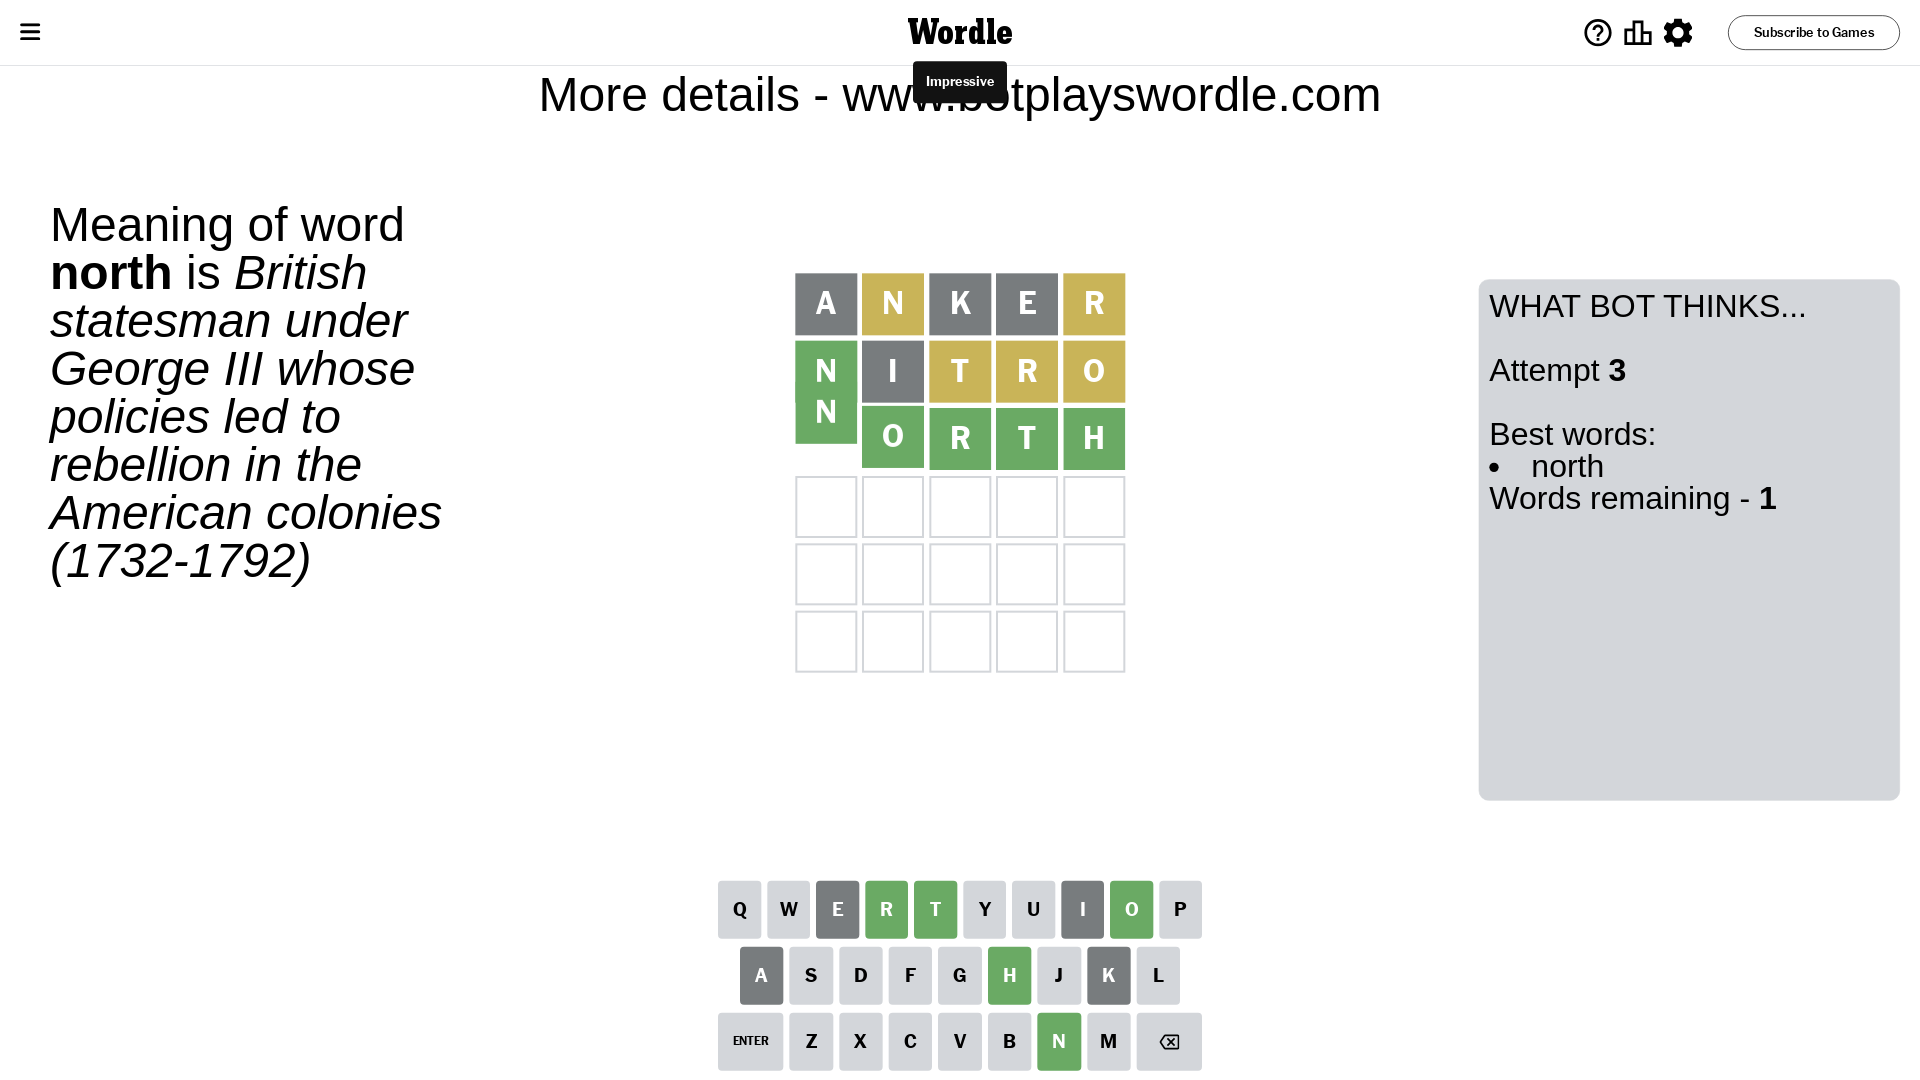 Wordle
Subscribe to Games
Impressive
More details - www.botplayswordle.com
Meaning of word
north is British
statesman under
George III whose
policies led to
rebellion in the
American colonies
(1732-1792)
A N K E R
N I T R O
N O R T H
WHAT BOT THINKS...
Attempt 3
Best words:
• north
Words remaining - 1
Q W E R T Y U I O P
A S D F G H J K L
ENTER Z X C V B N M